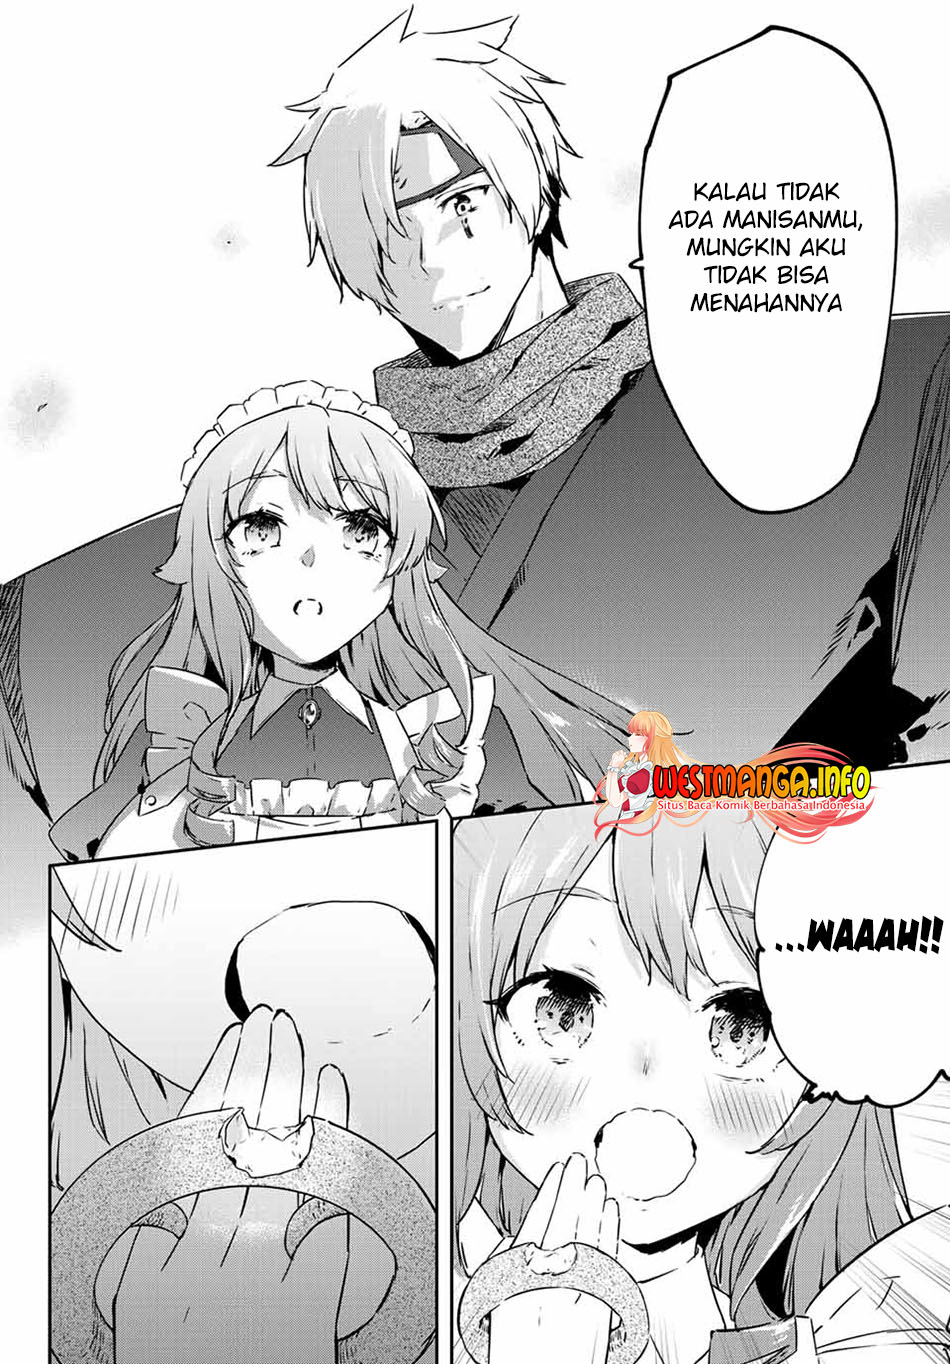 KALAU TIDAK
ADA MANISANMU,
MUNGKIN AKU
TIDAK BISA
MENAHANNYA
WESTMANGA.INFO
Situs Baca Komik Berbahasa Indonesia
...WAAAH!!